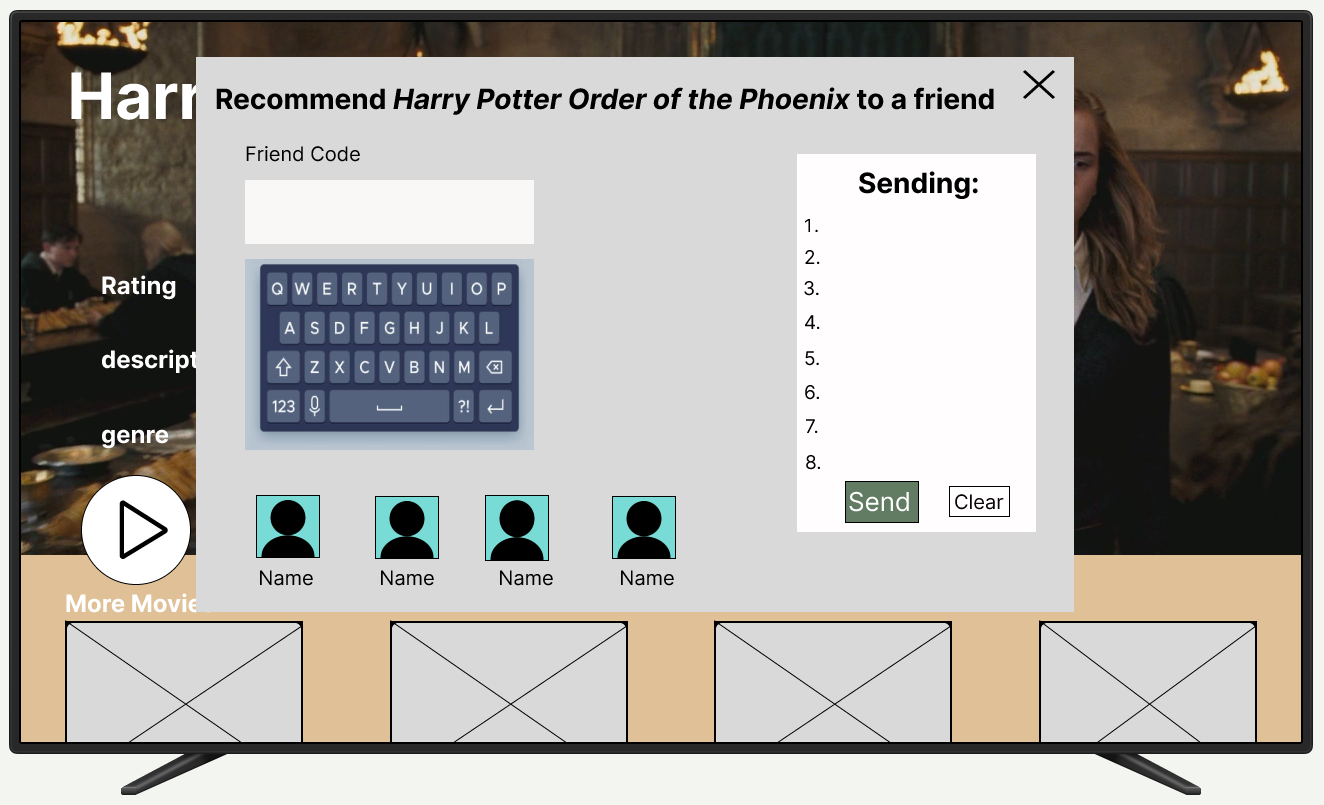 Harr
Recommend Harry Potter Order of the Phoenix to a friend
Friend Code
Sending:
1.
2.
3.
4.
5.
6.
7.
8.
Send Clear
Q W E R T Y U I O P
A S D F G H J K L
Z X C V B N M
123 ?!
Rating
descript
genre
Name Name Name Name
More Movie